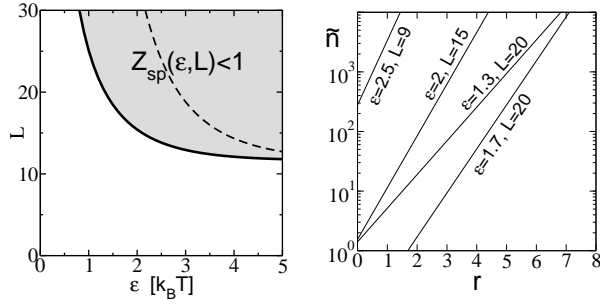 30
20
10
0
L
Z_sp(ε,L)<1
0 1 2 3 4 5
ε [k_BT]
ñ
10^3
10^2
10^1
10^0
ε=2.5, L=9
ε=2, L=15
ε=1.3, L=20
ε=1.7, L=20
0 1 2 3 4 5 6 7 8
r